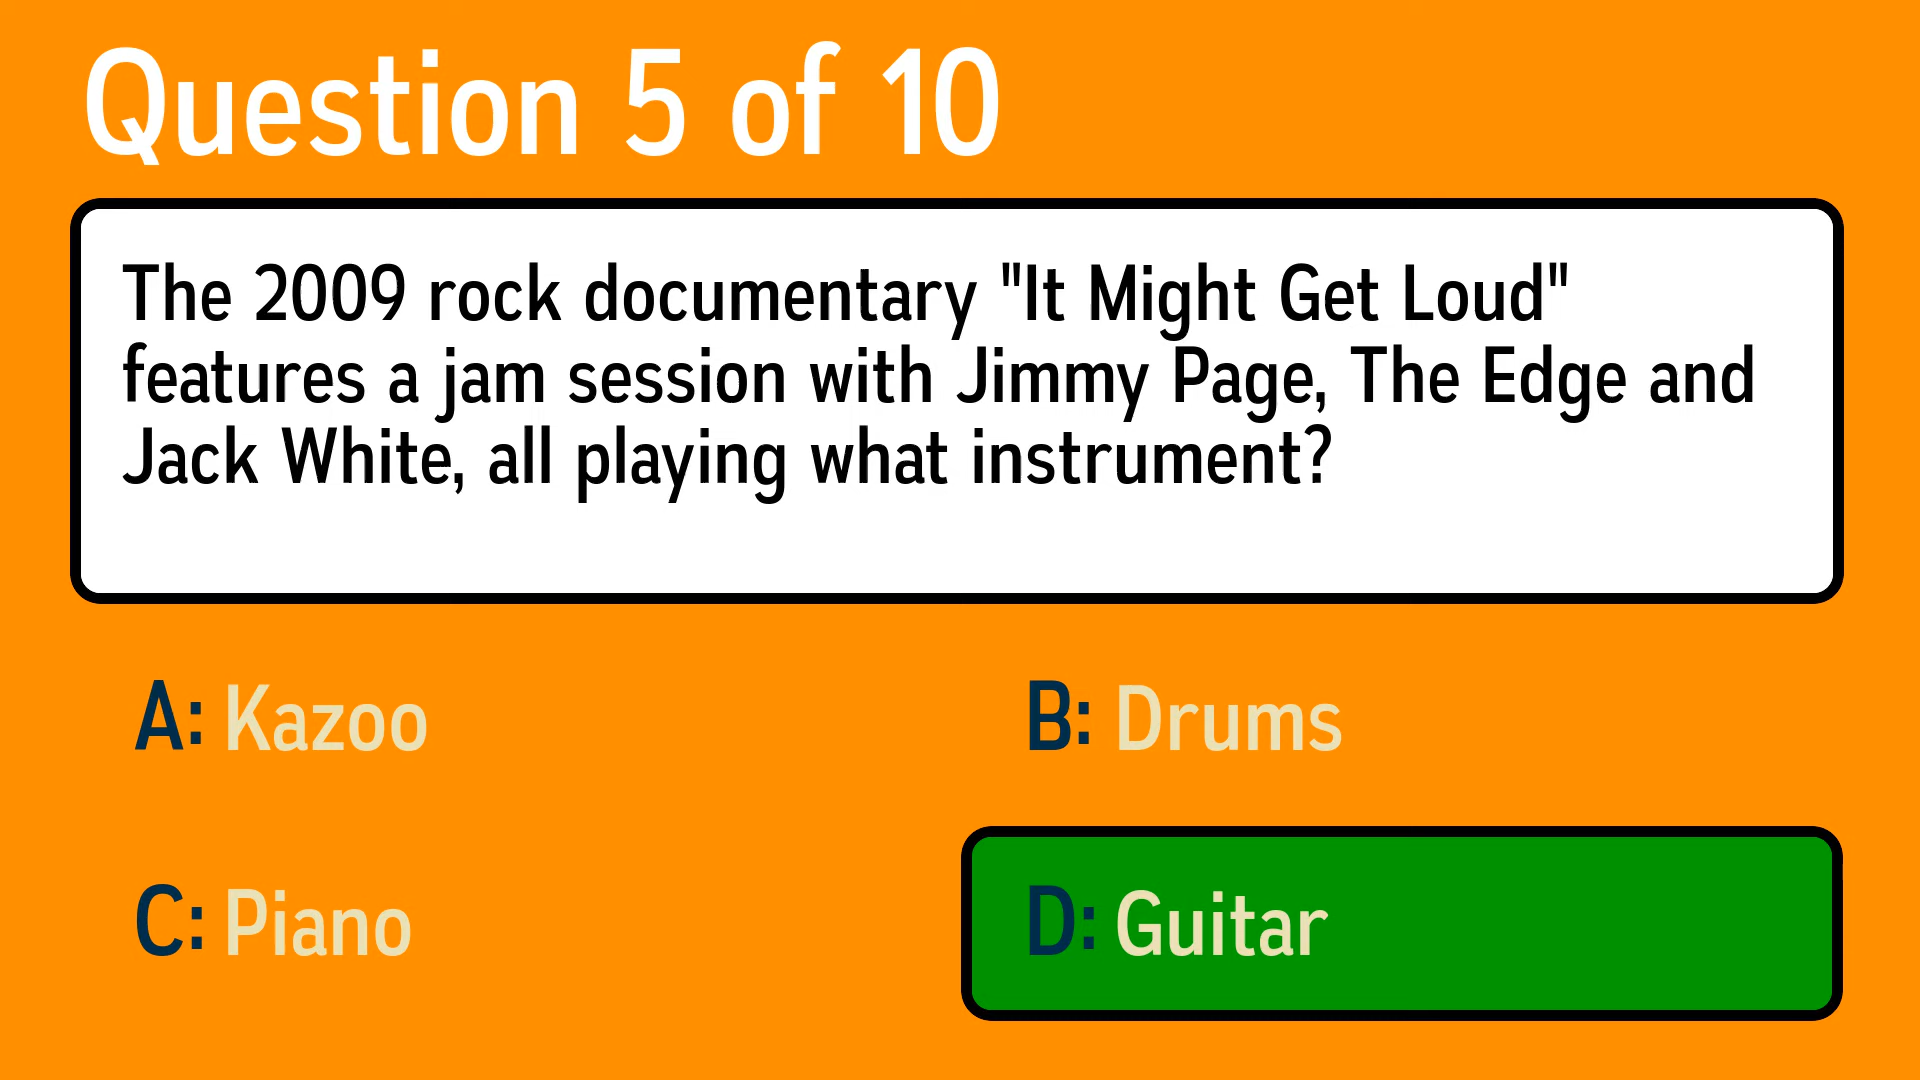 Question 5 of 10
The 2009 rock documentary "It Might Get Loud"
features a jam session with Jimmy Page, The Edge and
Jack White, all playing what instrument?
A: Kazoo
B: Drums
C: Piano
D: Guitar